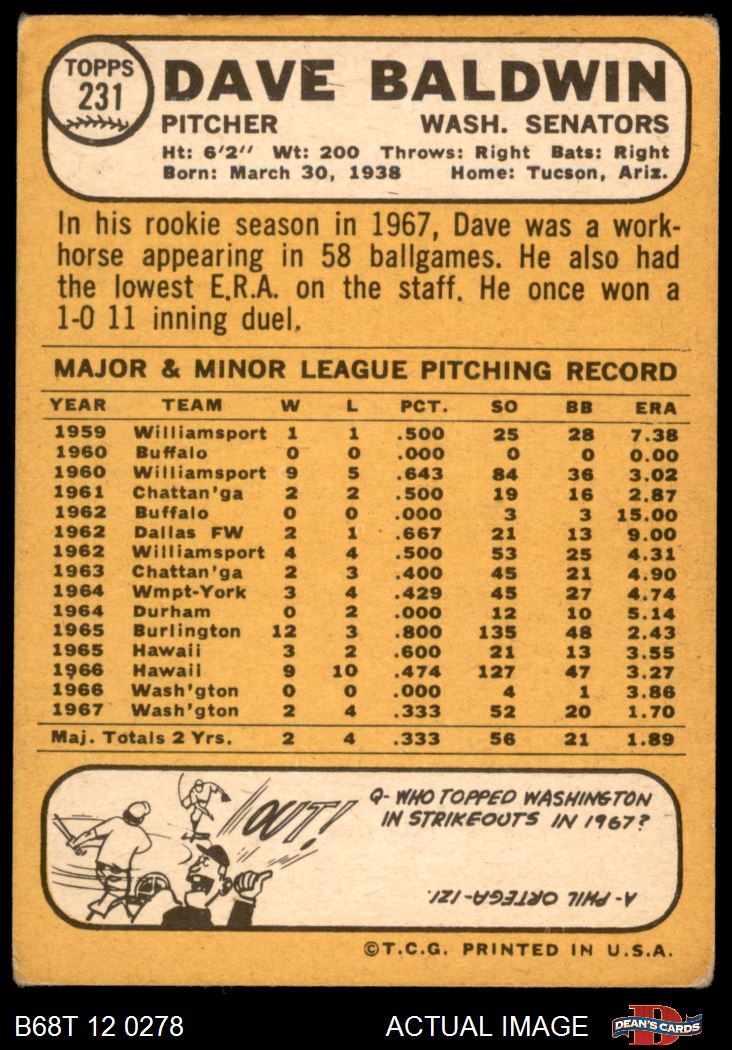 TOPPS
231
DAVE BALDWIN
PITCHER WASH. SENATORS
Ht: 6'2'' Wt: 200 Throws: Right Bats: Right
Born: March 30, 1938 Home: Tucson, Ariz.
In his rookie season in 1967, Dave was a work-
horse appearing in 58 ballgames. He also had
the lowest E.R.A. on the staff. He once won a
1-0 11 inning duel.
MAJOR & MINOR LEAGUE PITCHING RECORD
YEAR TEAM W L PCT. SO BB ERA
1959 Williamsport 1 1 .500 25 28 7.38
1960 Buffalo 0 0 .000 0 0 0.00
1960 Williamsport 9 5 .643 84 36 3.02
1961 Chattan'ga 2 2 .500 19 16 2.87
1962 Buffalo 0 0 .000 3 3 15.00
1962 Dallas FW 2 1 .667 21 13 9.00
1962 Williamsport 4 4 .500 53 25 4.31
1963 Chattan'ga 2 3 .400 45 21 4.90
1964 Wmpt-York 3 4 .429 45 27 4.74
1964 Durham 0 2 .000 12 10 5.14
1965 Burlington 12 3 .800 135 48 2.43
1965 Hawaii 3 2 .600 21 13 3.55
1966 Hawaii 9 10 .474 127 47 3.27
1966 Wash'gton 0 0 .000 4 1 3.86
1967 Wash'gton 2 4 .333 52 20 1.70
Maj. Totals 2 Yrs. 2 4 .333 56 21 1.89
OUT!
Q- WHO TOPPED WASHINGTON
IN STRIKEOUTS IN 1967?
A- PHIL ORTEGA-121.
©T.C.G. PRINTED IN U.S.A.
B68T 12 0278 ACTUAL IMAGE
D
DEAN'S CARDS